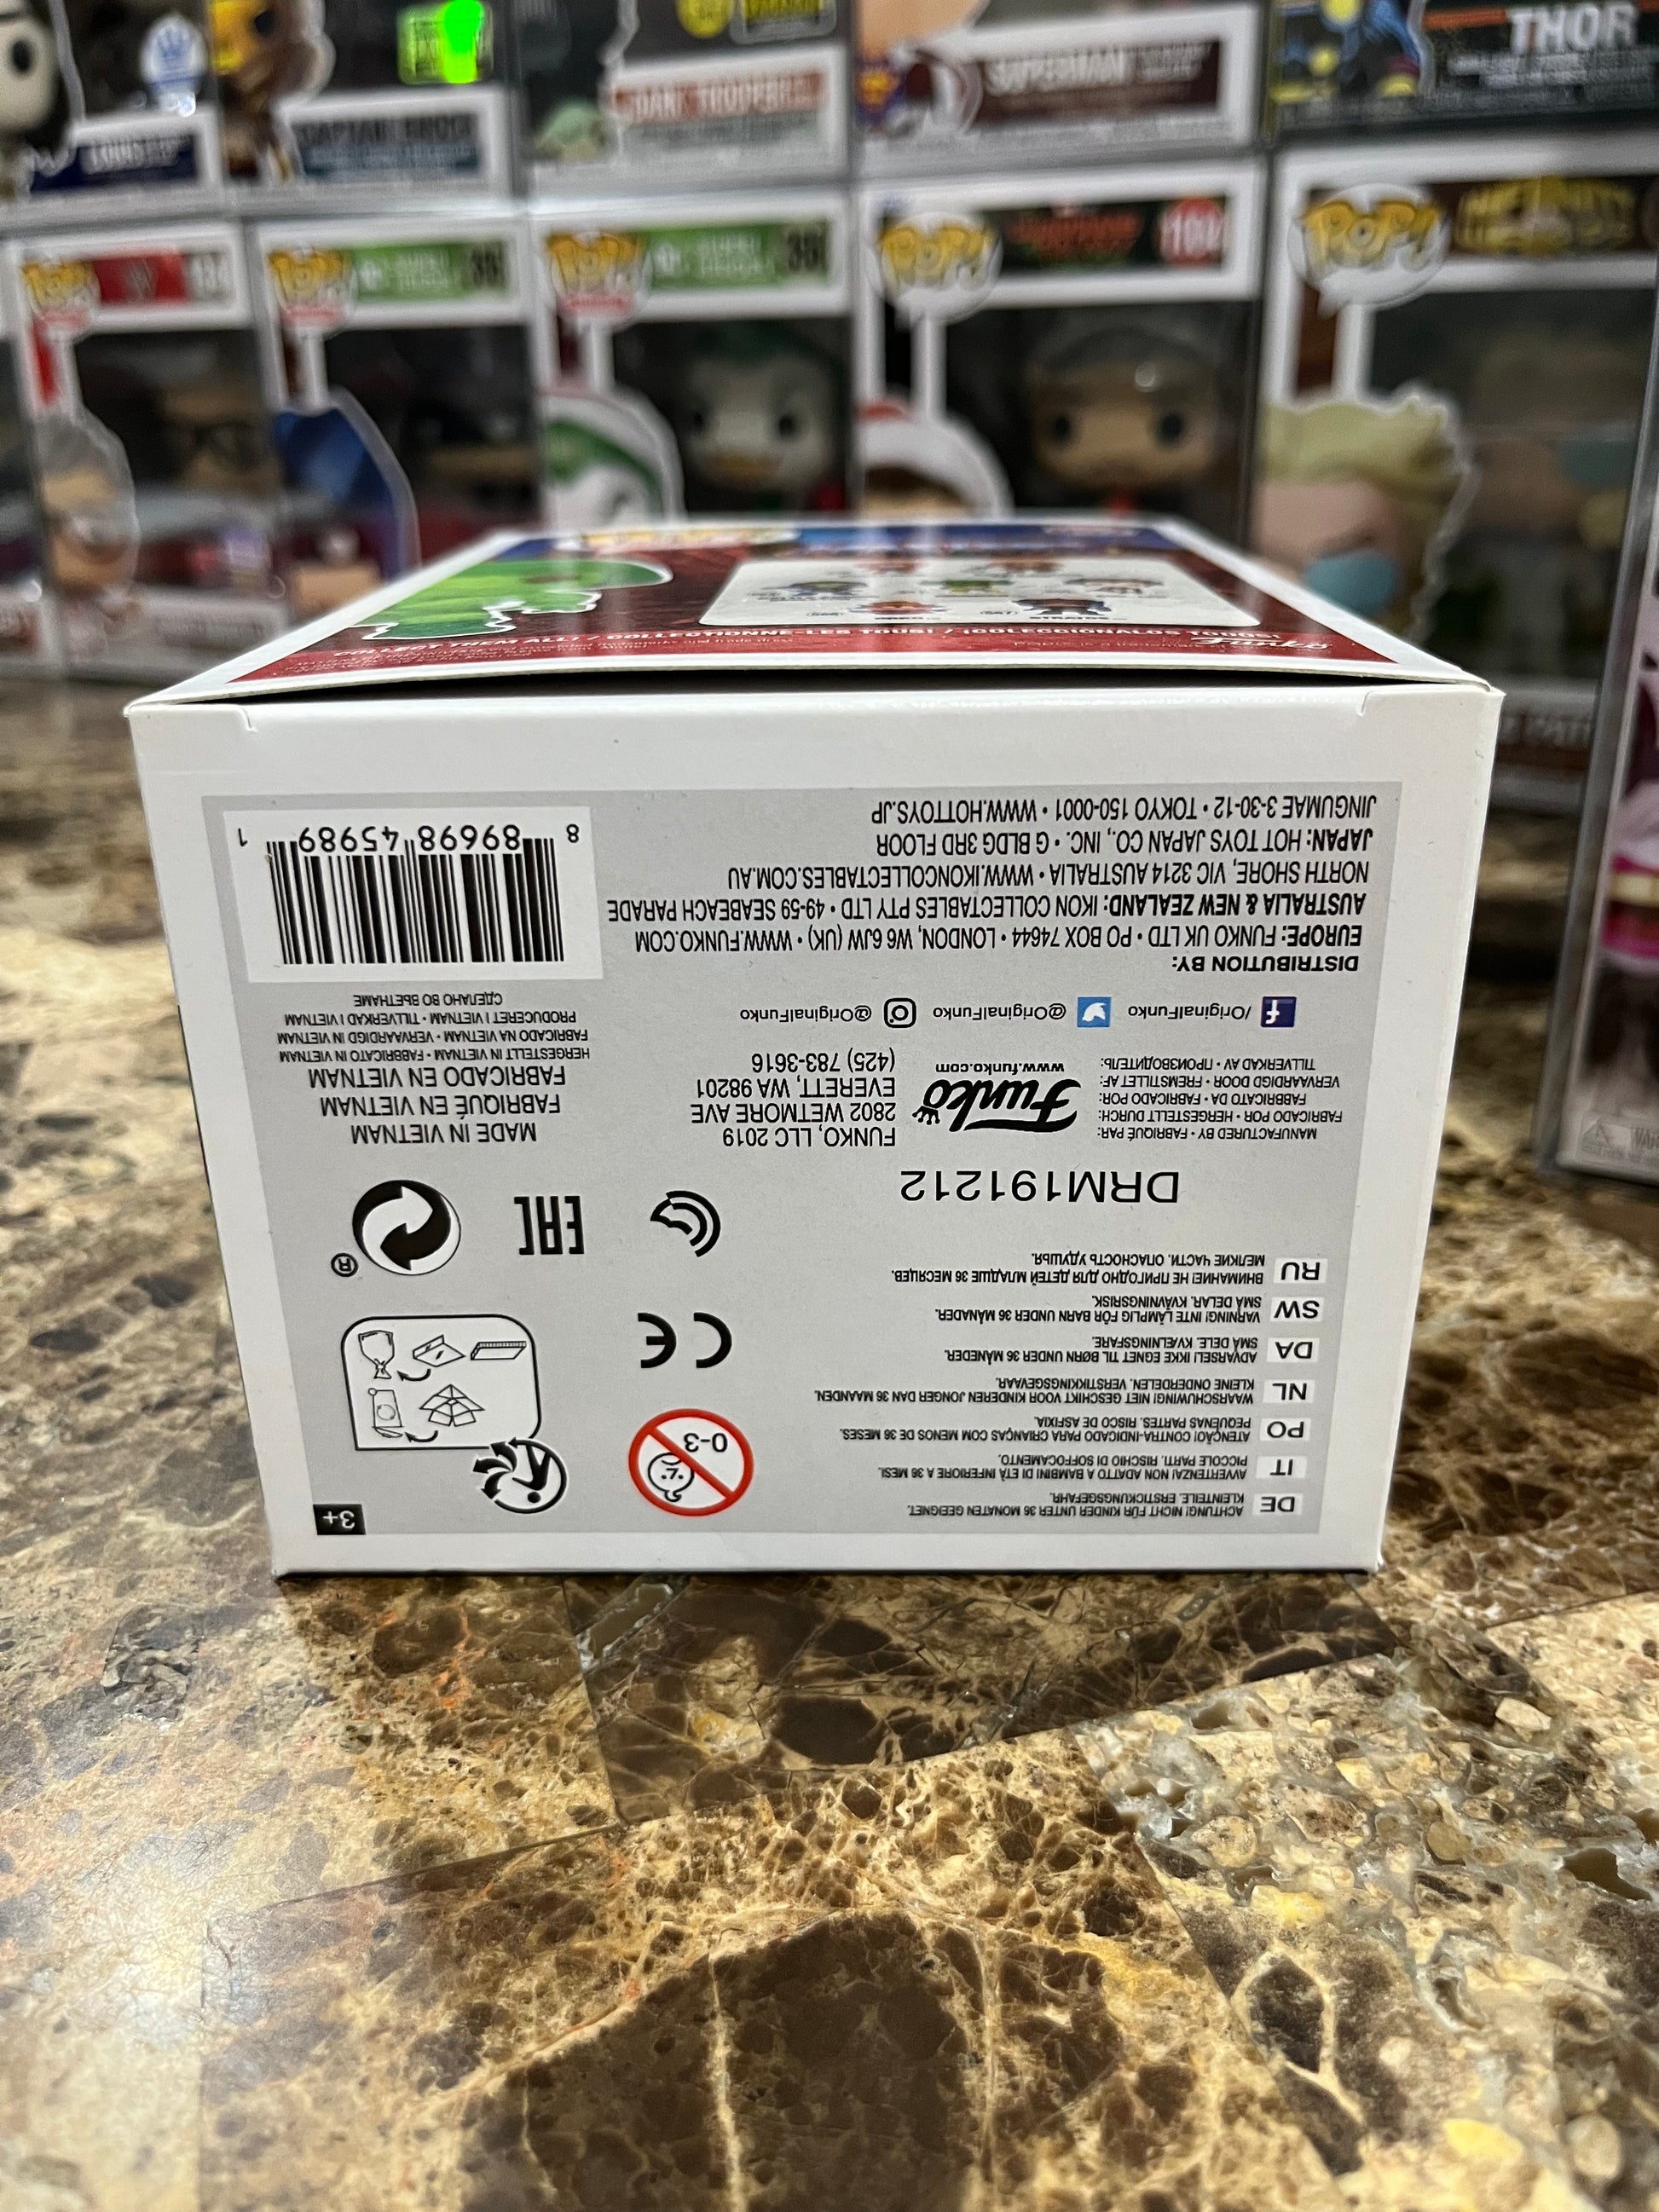 THOR
SUPERMAN
DARK TROOPER
POP!
POP!
POP!
POP!
POP!
COLLECT THEM ALL! / COLLECTIONNE-LES TOUS! / ¡COLECCIÓNALOS TODOS!
Funko
DE ACHTUNG! NICHT FÜR KINDER UNTER 36 MONATEN GEEIGNET.
KLEINTEILE. ERSTICKUNGSGEFAHR.
IT AVVERTENZA! NON ADATTO A BAMBINI DI ETÀ INFERIORE A 36 MESI.
PICCOLE PARTI. RISCHIO DI SOFFOCAMENTO.
PO ATENÇÃO! CONTRA-INDICADO PARA CRIANÇAS COM MENOS DE 36 MESES.
PEQUENAS PARTES. RISCO DE ASFIXIA.
NL WAARSCHUWING! NIET GESCHIKT VOOR KINDEREN JONGER DAN 36 MAANDEN
KLEINE ONDERDELEN. VERSTIKKINGSGEVAAR.
DA ADVARSEL! IKKE EGNET TIL BØRN UNDER 36 MÅNEDER.
SMÅ DELE. KVÆLNINGSFARE.
SW VARNING! INTE LÄMPLIG FÖR BARN UNDER 36 MÅNADER.
SMÅ DELAR. KVÄVNINGSRISK.
RU ВНИМАНИЕ! НЕ ПРИГОДНО ДЛЯ ДЕТЕЙ МЛАДШЕ 36 МЕСЯЦЕВ.
МЕЛКИЕ ЧАСТИ. ОПАСНОСТЬ УДУШЬЯ.
0-3
3+
CE
EAC
®
DRM191212
MANUFACTURED BY • FABRIQUÉ PAR:
FABRICADO POR • HERGESTELLT DURCH:
FABBRICATO DA • FABRICADO POR:
VERVAARDIGD DOOR • FREMSTILLET AF:
TILLVERKAD AV • ПРОИЗВОДИТЕЛЬ:
Funko
www.funko.com
FUNKO, LLC 2019
2802 WETMORE AVE
EVERETT, WA 98201
(425) 783-3616
/OriginalFunko
@OriginalFunko
@OriginalFunko
MADE IN VIETNAM
FABRIQUÉ EN VIETNAM
FABRICADO EN VIETNAM
HERGESTELLT IN VIETNAM • FABBRICATO IN VIETNAM
FABRICADO NA VIETNAM • VERVAARDIGD IN VIETNAM
PRODUCERET I VIETNAM • TILLVERKAD I VIETNAM
СДЕЛАНО ВО ВЬЕТНАМЕ
DISTRIBUTION BY:
EUROPE: FUNKO UK LTD • PO BOX 74644 • LONDON, W6 6JW (UK) • WWW.FUNKO.COM
AUSTRALIA & NEW ZEALAND: IKON COLLECTABLES PTY LTD • 49-59 SEABEACH PARADE
NORTH SHORE, VIC 3214 AUSTRALIA • WWW.IKONCOLLECTABLES.COM.AU
JAPAN: HOT TOYS JAPAN CO., INC. • G BLDG 3RD FLOOR
JINGUMAE 3-30-12 • TOKYO 150-0001 • WWW.HOTTOYS.JP
8 89698 45989 1